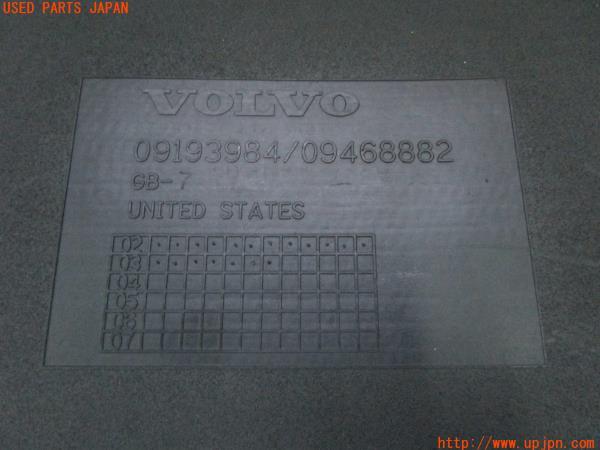 USED PARTS JAPAN
VOLVO
09193984/09468882
GB-7
UNITED STATES
02
03
04
05
06
07
http://www.upjpn.com